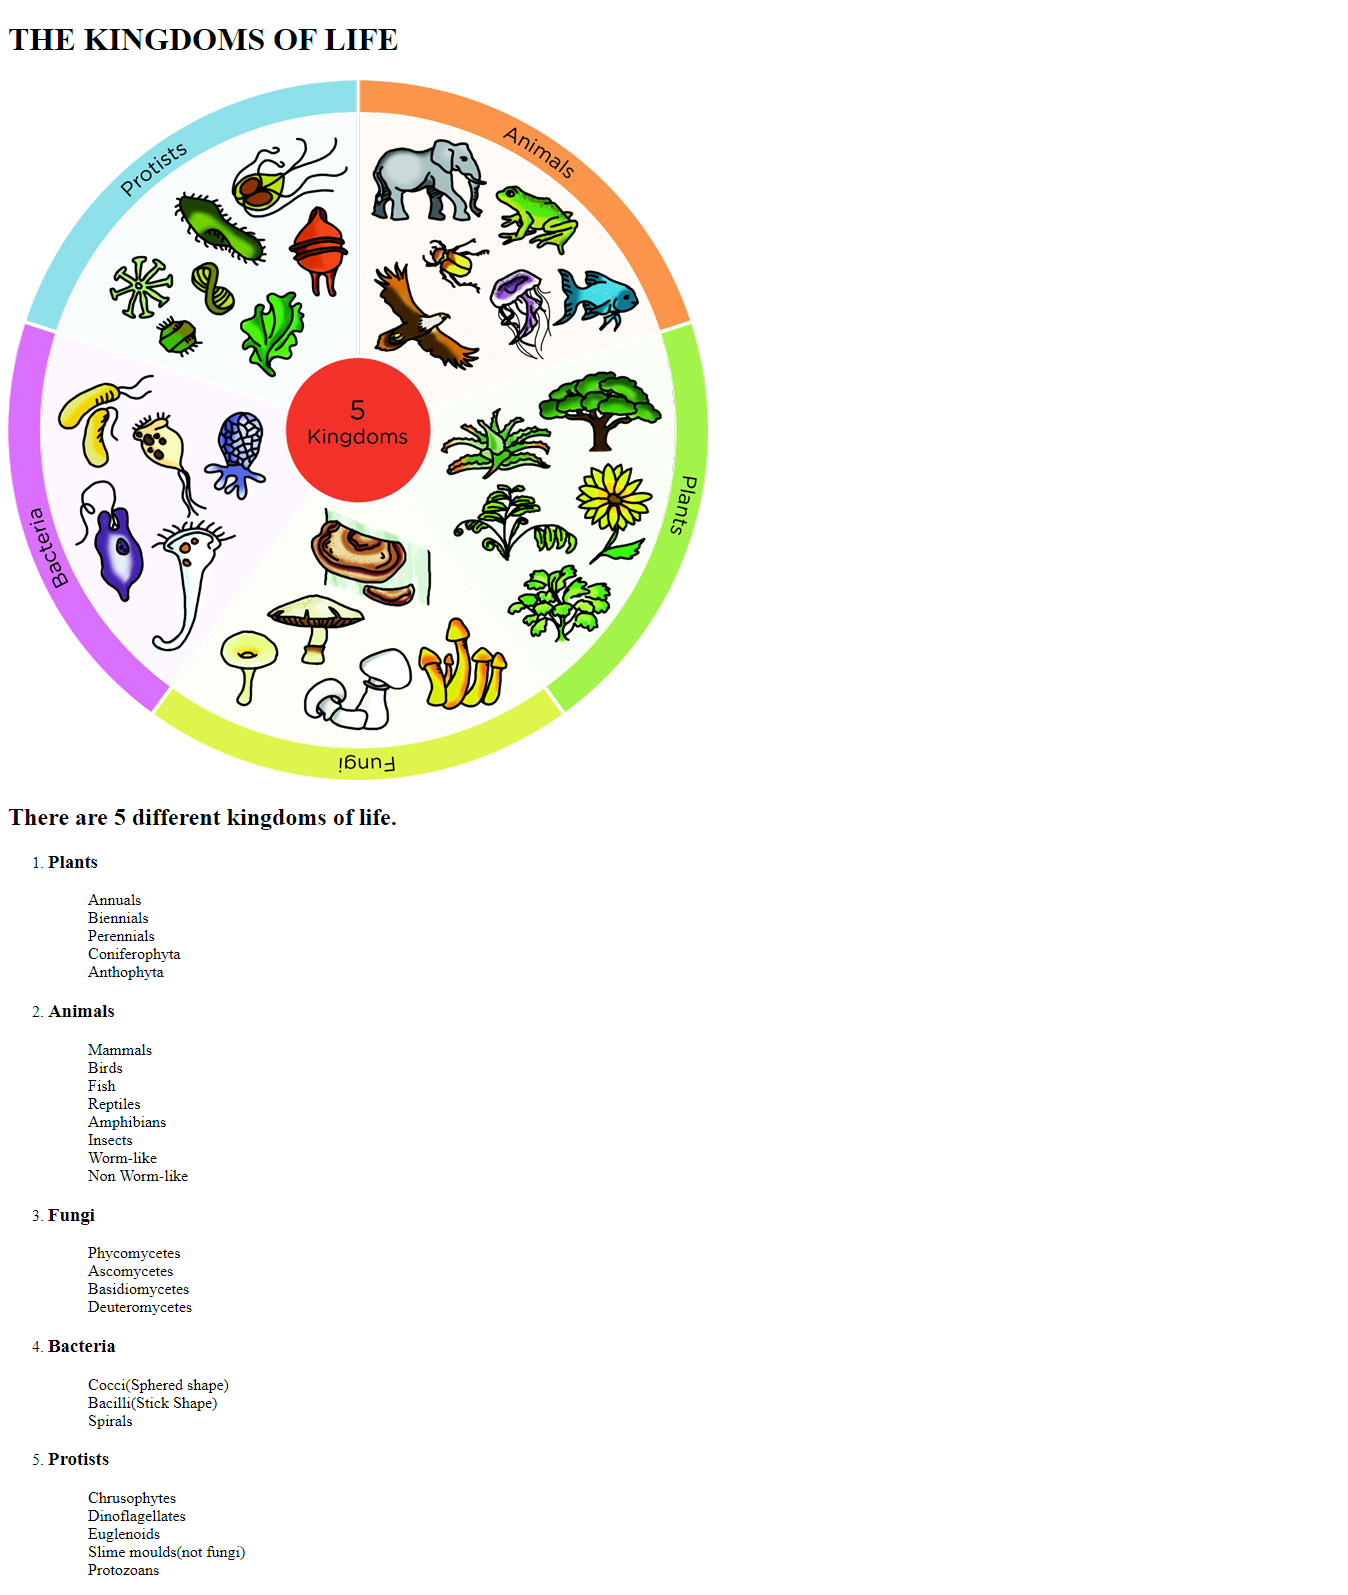 THE KINGDOMS OF LIFE
Protists
Animals
5
Kingdoms
Plants
Bacteria
Fungi
There are 5 different kingdoms of life.
1. Plants
Annuals
Biennials
Perennials
Coniferophyta
Anthophyta
2. Animals
Mammals
Birds
Fish
Reptiles
Amphibians
Insects
Worm-like
Non Worm-like
3. Fungi
Phycomycetes
Ascomycetes
Basidiomycetes
Deuteromycetes
4. Bacteria
Cocci(Sphered shape)
Bacilli(Stick Shape)
Spirals
5. Protists
Chrusophytes
Dinoflagellates
Euglenoids
Slime moulds(not fungi)
Protozoans